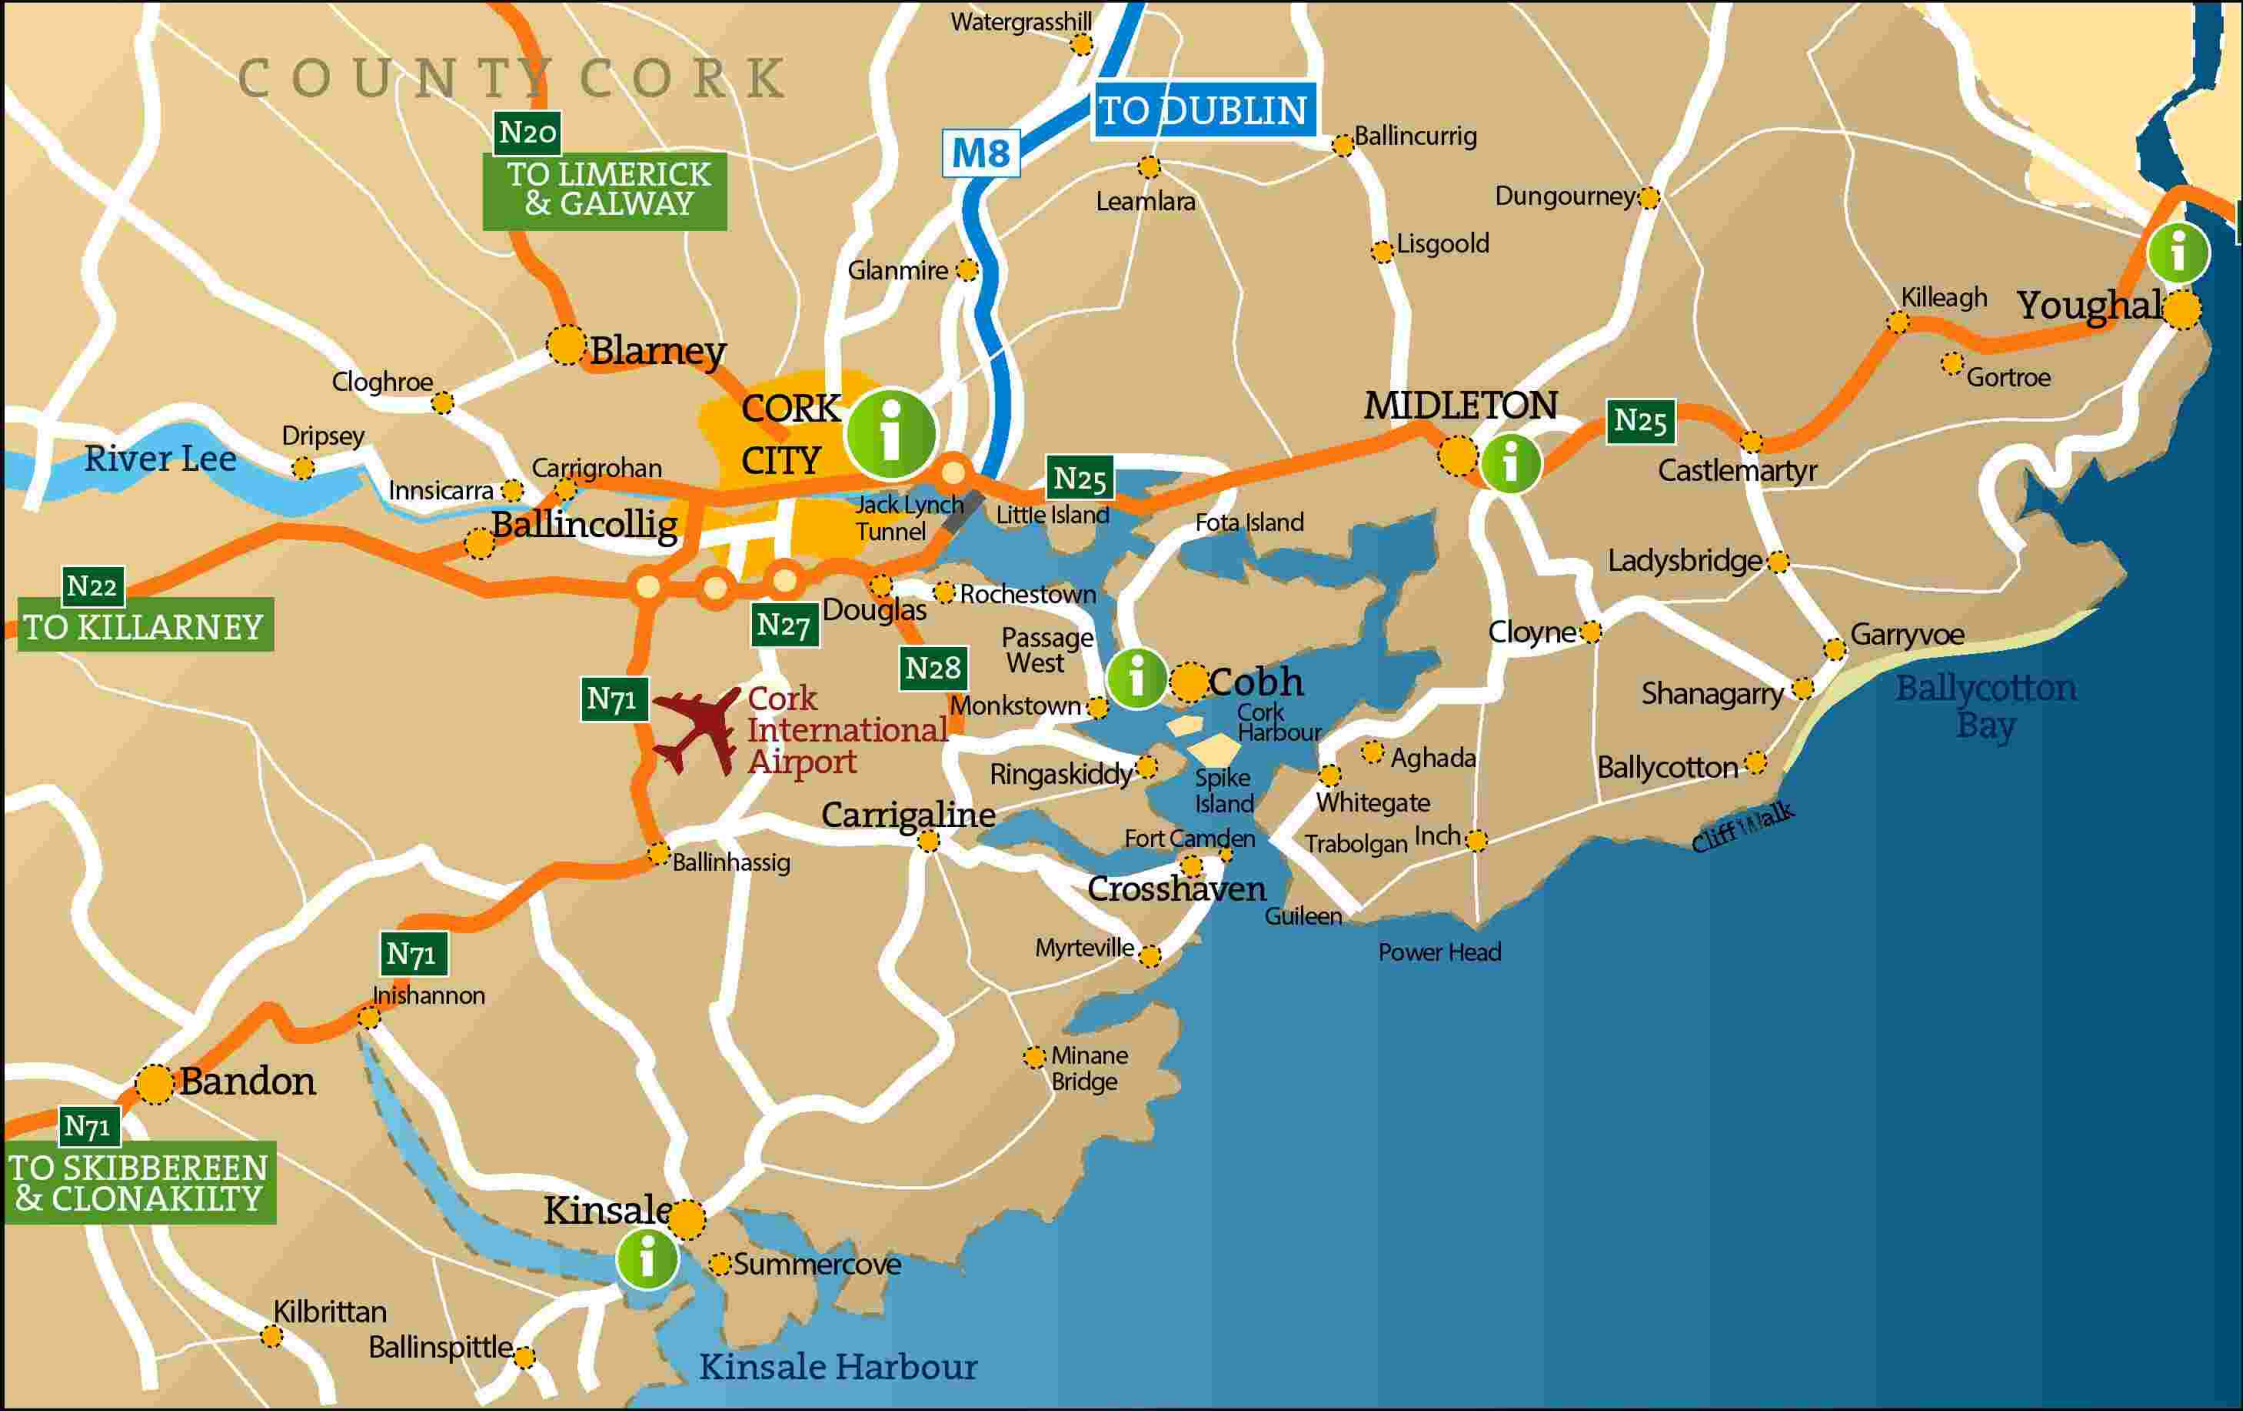 Watergrasshill
COUNTY CORK
TO DUBLIN
N20
TO LIMERICK
& GALWAY
M8
Ballincurrig
Leamlara
Dungourney
Lisgoold
Glanmire
Killeagh
Youghal
Blarney
Cloghroe
Gortroe
CORK
CITY
MIDLETON
N25
Dripsey
River Lee
Carrigrohan
Innsicarra
N25
Castlemartyr
Jack Lynch
Tunnel
Little Island
Fota Island
Ballincollig
Ladysbridge
N22
TO KILLARNEY
Rochestown
Douglas
N27
Passage
West
Cloyne
Garryvoe
N28
N71
Cobh
Shanagarry
Ballycotton
Bay
Cork
International
Airport
Monkstown
Cork
Harbour
Aghada
Ballycotton
Ringaskiddy
Spike
Island
Whitegate
Carrigaline
Cliff Walk
Fort Camden
Trabolgan
Inch
Ballinhassig
Crosshaven
Guileen
N71
Myrteville
Power Head
Inishannon
Minane
Bridge
Bandon
N71
TO SKIBBEREEN
& CLONAKILTY
Kinsale
Summercove
Kilbrittan
Ballinspittle
Kinsale Harbour